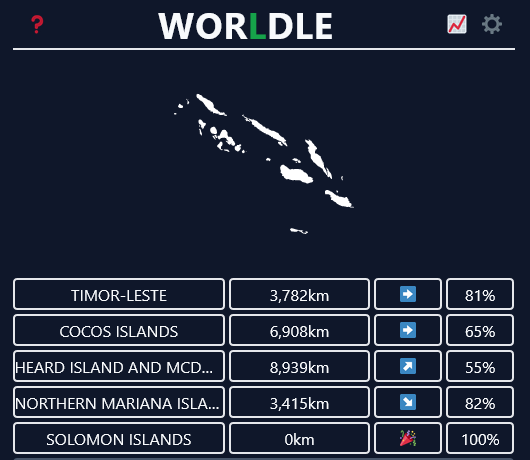 ? WORLDLE
TIMOR-LESTE 3,782km 81%
COCOS ISLANDS 6,908km 65%
HEARD ISLAND AND MCD... 8,939km 55%
NORTHERN MARIANA ISLA... 3,415km 82%
SOLOMON ISLANDS 0km 100%